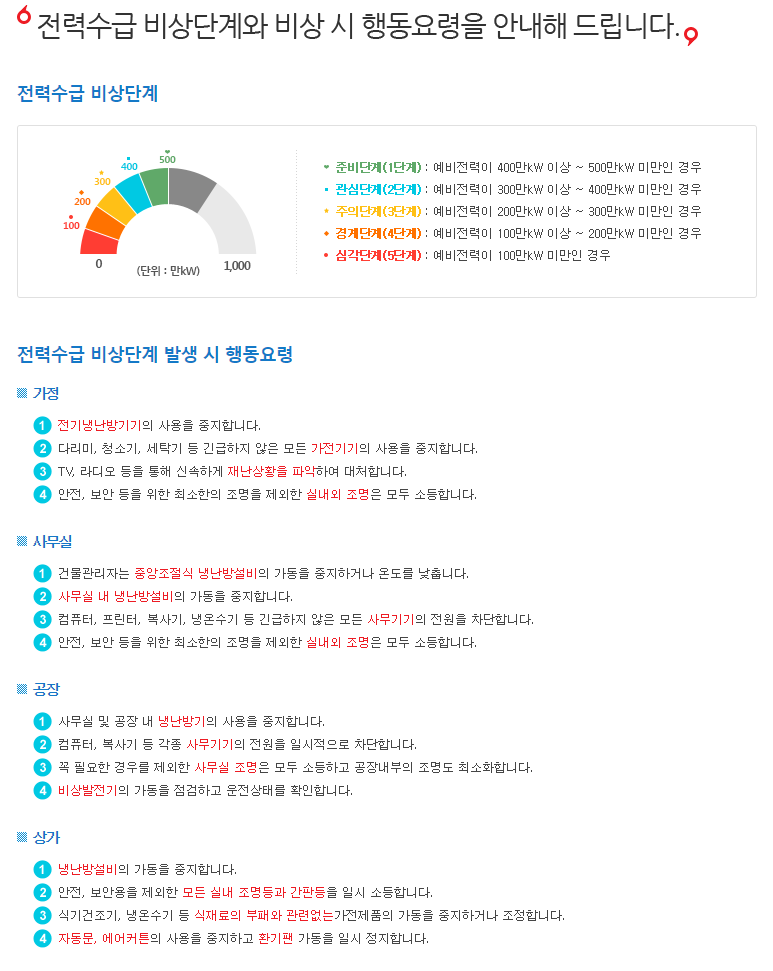 전력수급 비상단계와 비상 시 행동요령을 안내해 드립니다.
전력수급 비상단계
500
400
300
200
100
0
(단위 : 만kW)
1,000
준비단계(1단계) : 예비전력이 400만kW 이상 ~ 500만kW 미만인 경우
관심단계(2단계) : 예비전력이 300만kW 이상 ~ 400만kW 미만인 경우
주의단계(3단계) : 예비전력이 200만kW 이상 ~ 300만kW 미만인 경우
경계단계(4단계) : 예비전력이 100만kW 이상 ~ 200만kW 미만인 경우
심각단계(5단계) : 예비전력이 100만kW 미만인 경우
전력수급 비상단계 발생 시 행동요령
가정
1 전기냉난방기기의 사용을 중지합니다.
2 다리미, 청소기, 세탁기 등 긴급하지 않은 모든 가전기기의 사용을 중지합니다.
3 TV, 라디오 등을 통해 신속하게 재난상황을 파악하여 대처합니다.
4 안전, 보안 등을 위한 최소한의 조명을 제외한 실내외 조명은 모두 소등합니다.
사무실
1 건물관리자는 중앙조절식 냉난방설비의 가동을 중지하거나 온도를 낮춥니다.
2 사무실 내 냉난방설비의 가동을 중지합니다.
3 컴퓨터, 프린터, 복사기, 냉온수기 등 긴급하지 않은 모든 사무기기의 전원을 차단합니다.
4 안전, 보안 등을 위한 최소한의 조명을 제외한 실내외 조명은 모두 소등합니다.
공장
1 사무실 및 공장 내 냉난방기의 사용을 중지합니다.
2 컴퓨터, 복사기 등 각종 사무기기의 전원을 일시적으로 차단합니다.
3 꼭 필요한 경우를 제외한 사무실 조명은 모두 소등하고 공장내부의 조명도 최소화합니다.
4 비상발전기의 가동을 점검하고 운전상태를 확인합니다.
상가
1 냉난방설비의 가동을 중지합니다.
2 안전, 보안용을 제외한 모든 실내 조명등과 간판등을 일시 소등합니다.
3 식기건조기, 냉온수기 등 식재료의 부패와 관련없는가전제품의 가동을 중지하거나 조정합니다.
4 자동문, 에어커튼의 사용을 중지하고 환기팬 가동을 일시 정지합니다.